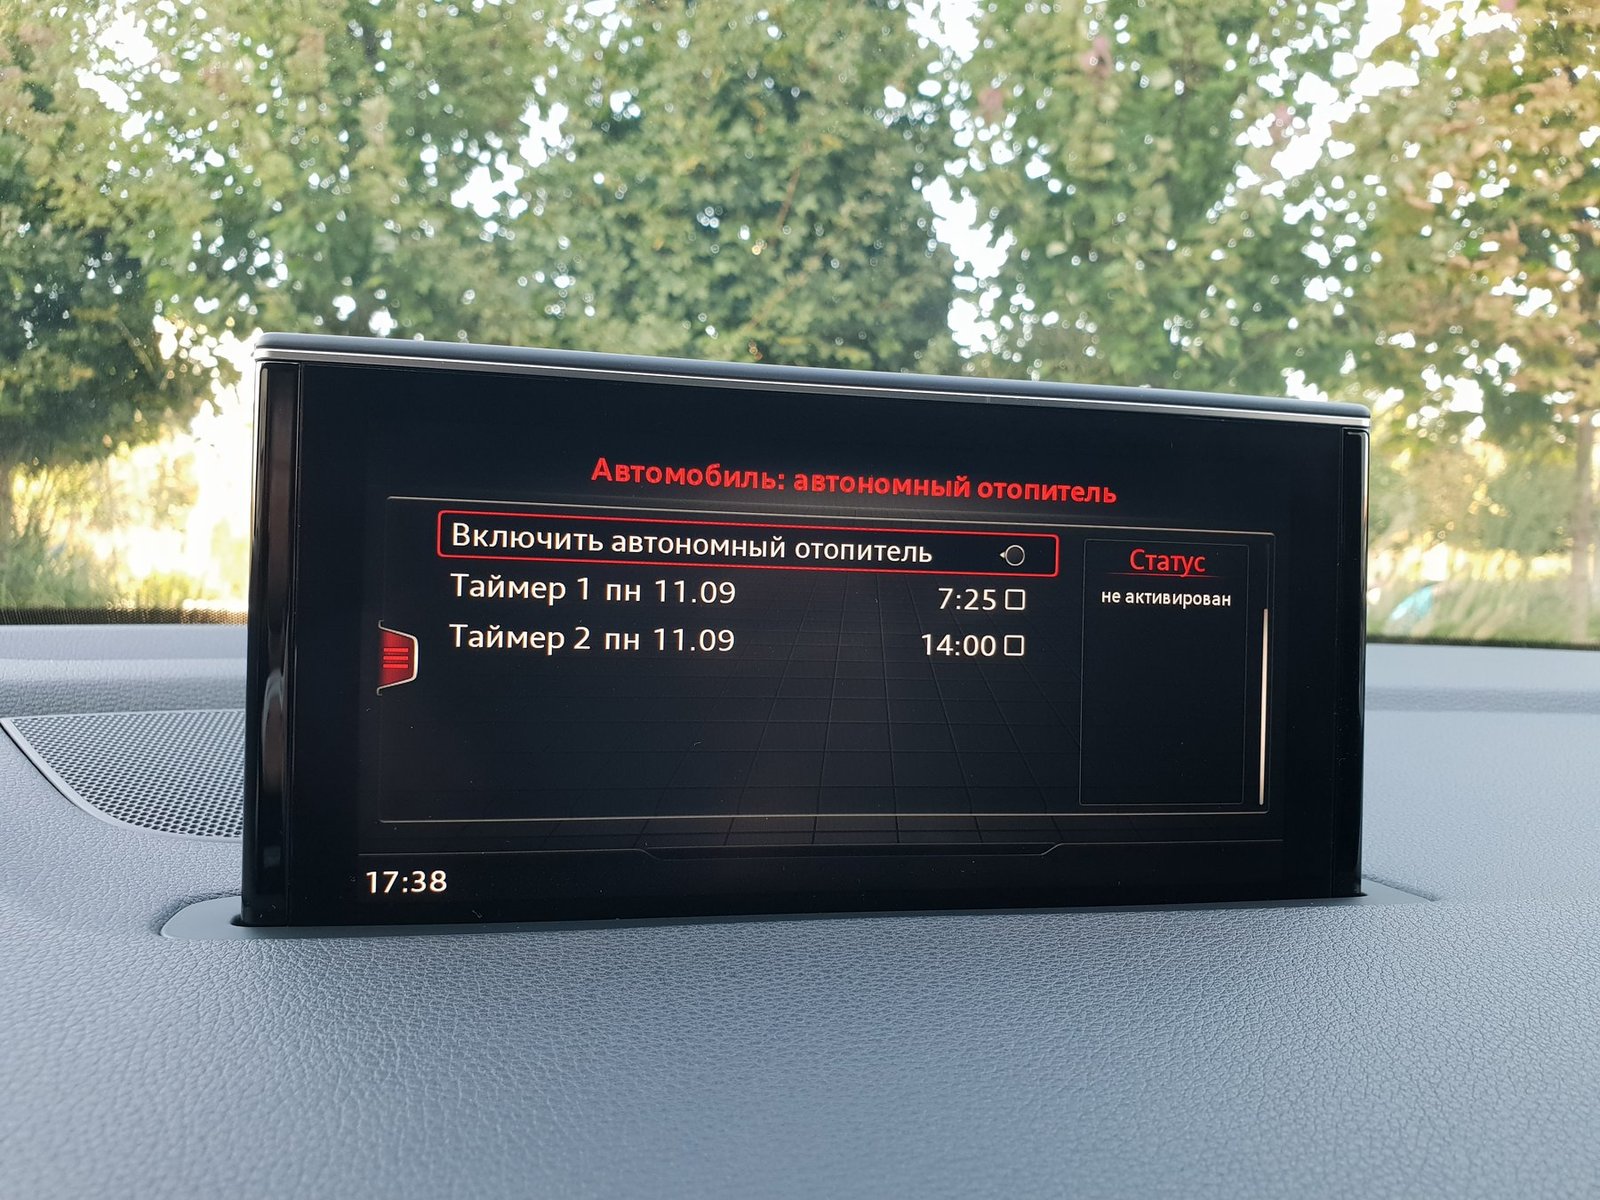 Автомобиль: автономный отопитель
Включить автономный отопитель
Таймер 1 пн 11.09 7:25
Таймер 2 пн 11.09 14:00
Статус
не активирован
17:38